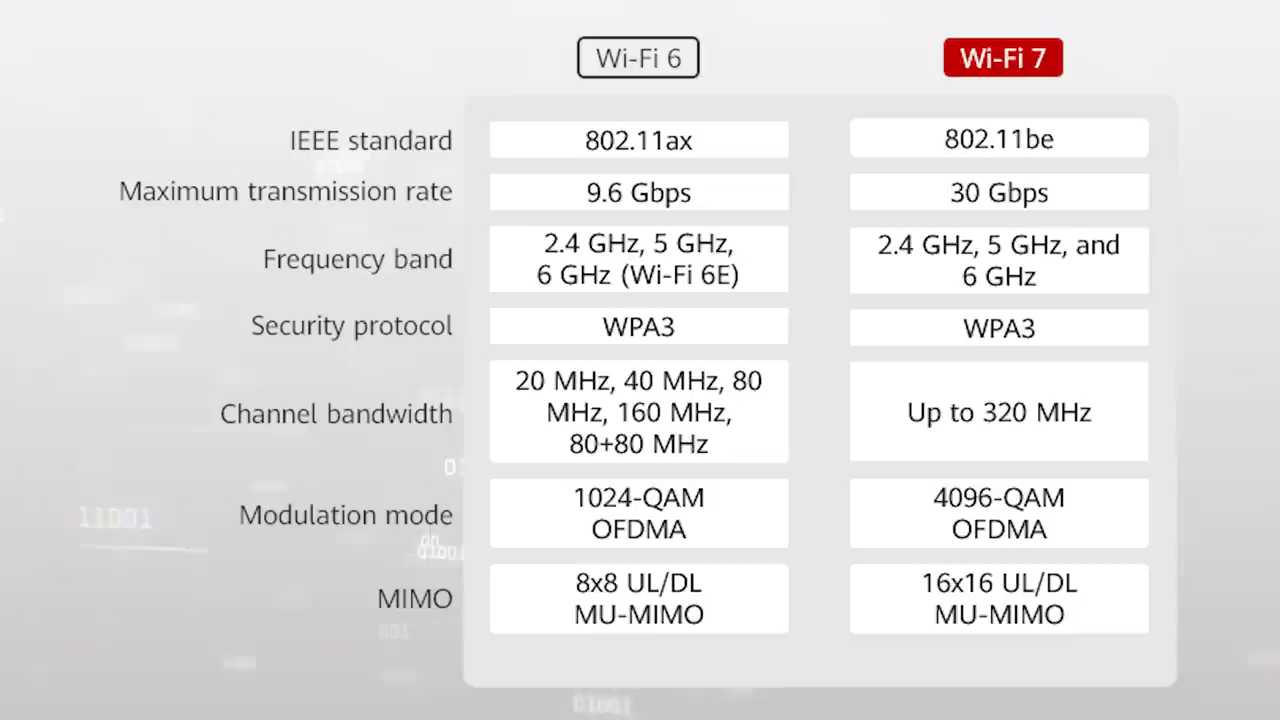 Wi-Fi 6
Wi-Fi 7
IEEE standard
802.11ax
802.11be
Maximum transmission rate
9.6 Gbps
30 Gbps
Frequency band
2.4 GHz, 5 GHz,
6 GHz (Wi-Fi 6E)
2.4 GHz, 5 GHz, and
6 GHz
Security protocol
WPA3
WPA3
Channel bandwidth
20 MHz, 40 MHz, 80
MHz, 160 MHz,
80+80 MHz
Up to 320 MHz
Modulation mode
1024-QAM
OFDMA
4096-QAM
OFDMA
MIMO
8x8 UL/DL
MU-MIMO
16x16 UL/DL
MU-MIMO
11001
001